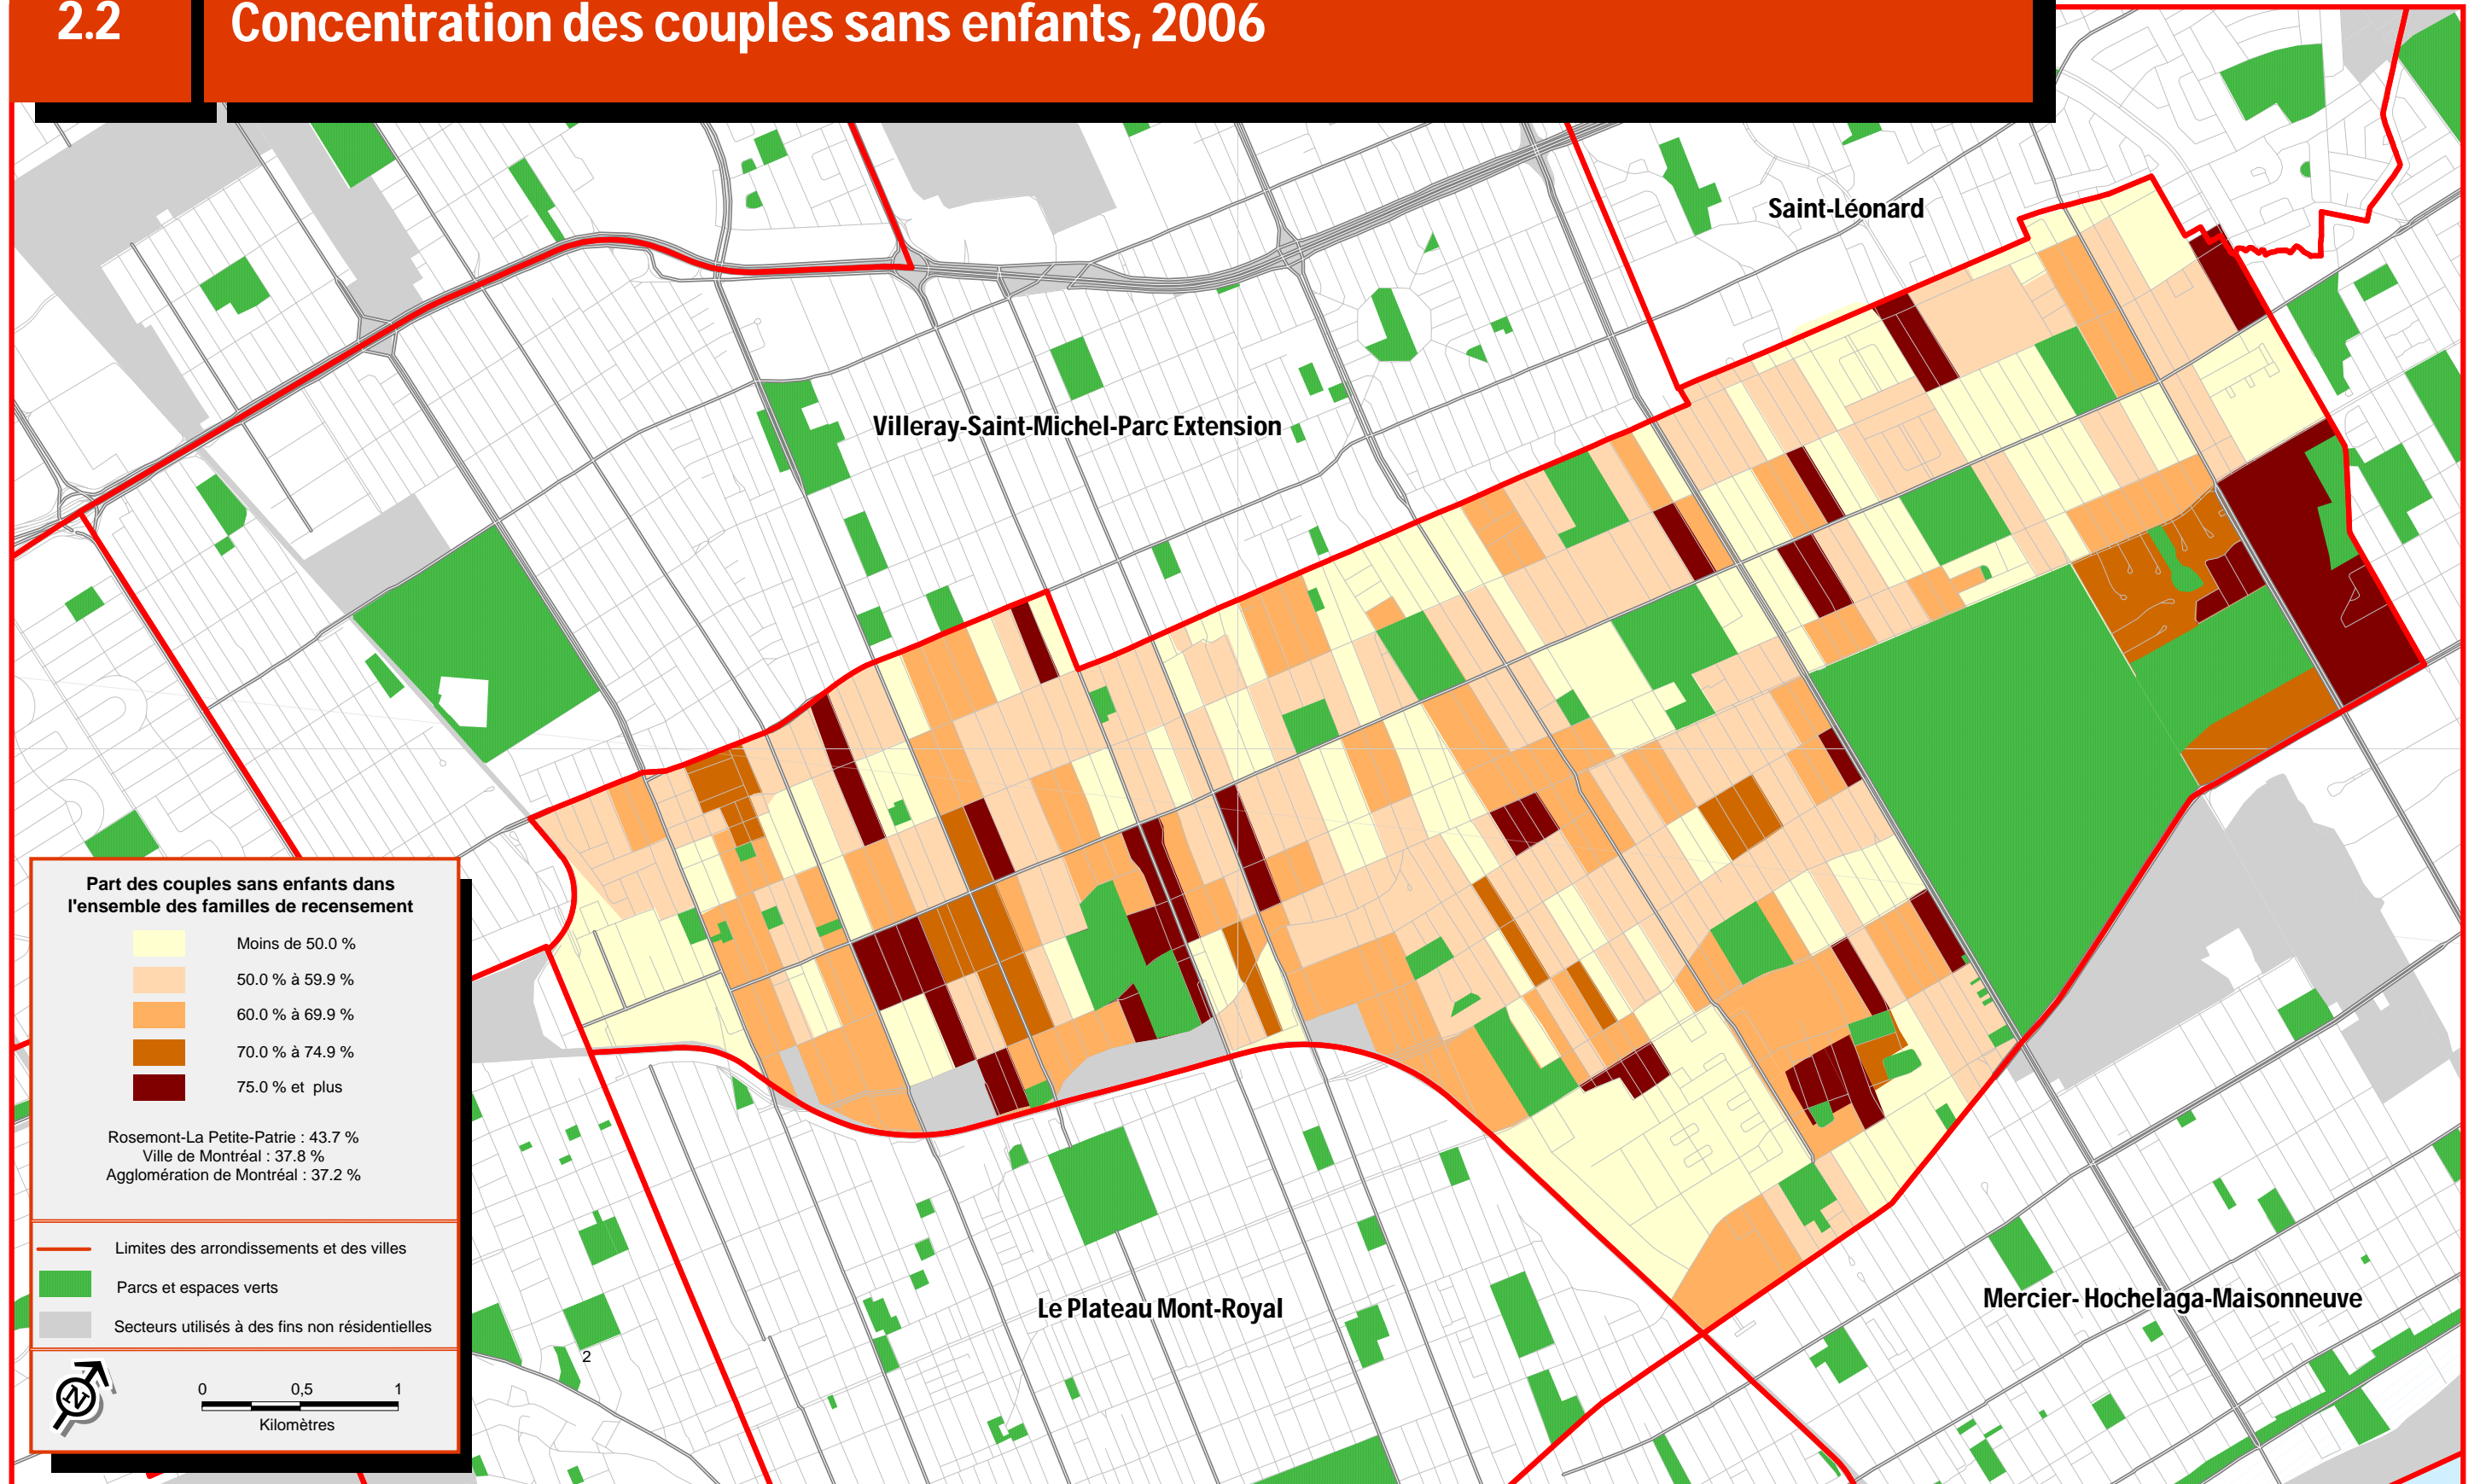 2.2
Concentration des couples sans enfants, 2006
Saint-Léonard
Villeray-Saint-Michel-Parc Extension
Part des couples sans enfants dans
l'ensemble des familles de recensement
Moins de 50.0 %
50.0 % à 59.9 %
60.0 % à 69.9 %
70.0 % à 74.9 %
75.0 % et plus
Rosemont-La Petite-Patrie : 43.7 %
Ville de Montréal : 37.8 %
Agglomération de Montréal : 37.2 %
Limites des arrondissements et des villes
Parcs et espaces verts
Secteurs utilisés à des fins non résidentielles
N
0 0,5 1
Kilomètres
2
Le Plateau Mont-Royal
Mercier- Hochelaga-Maisonneuve